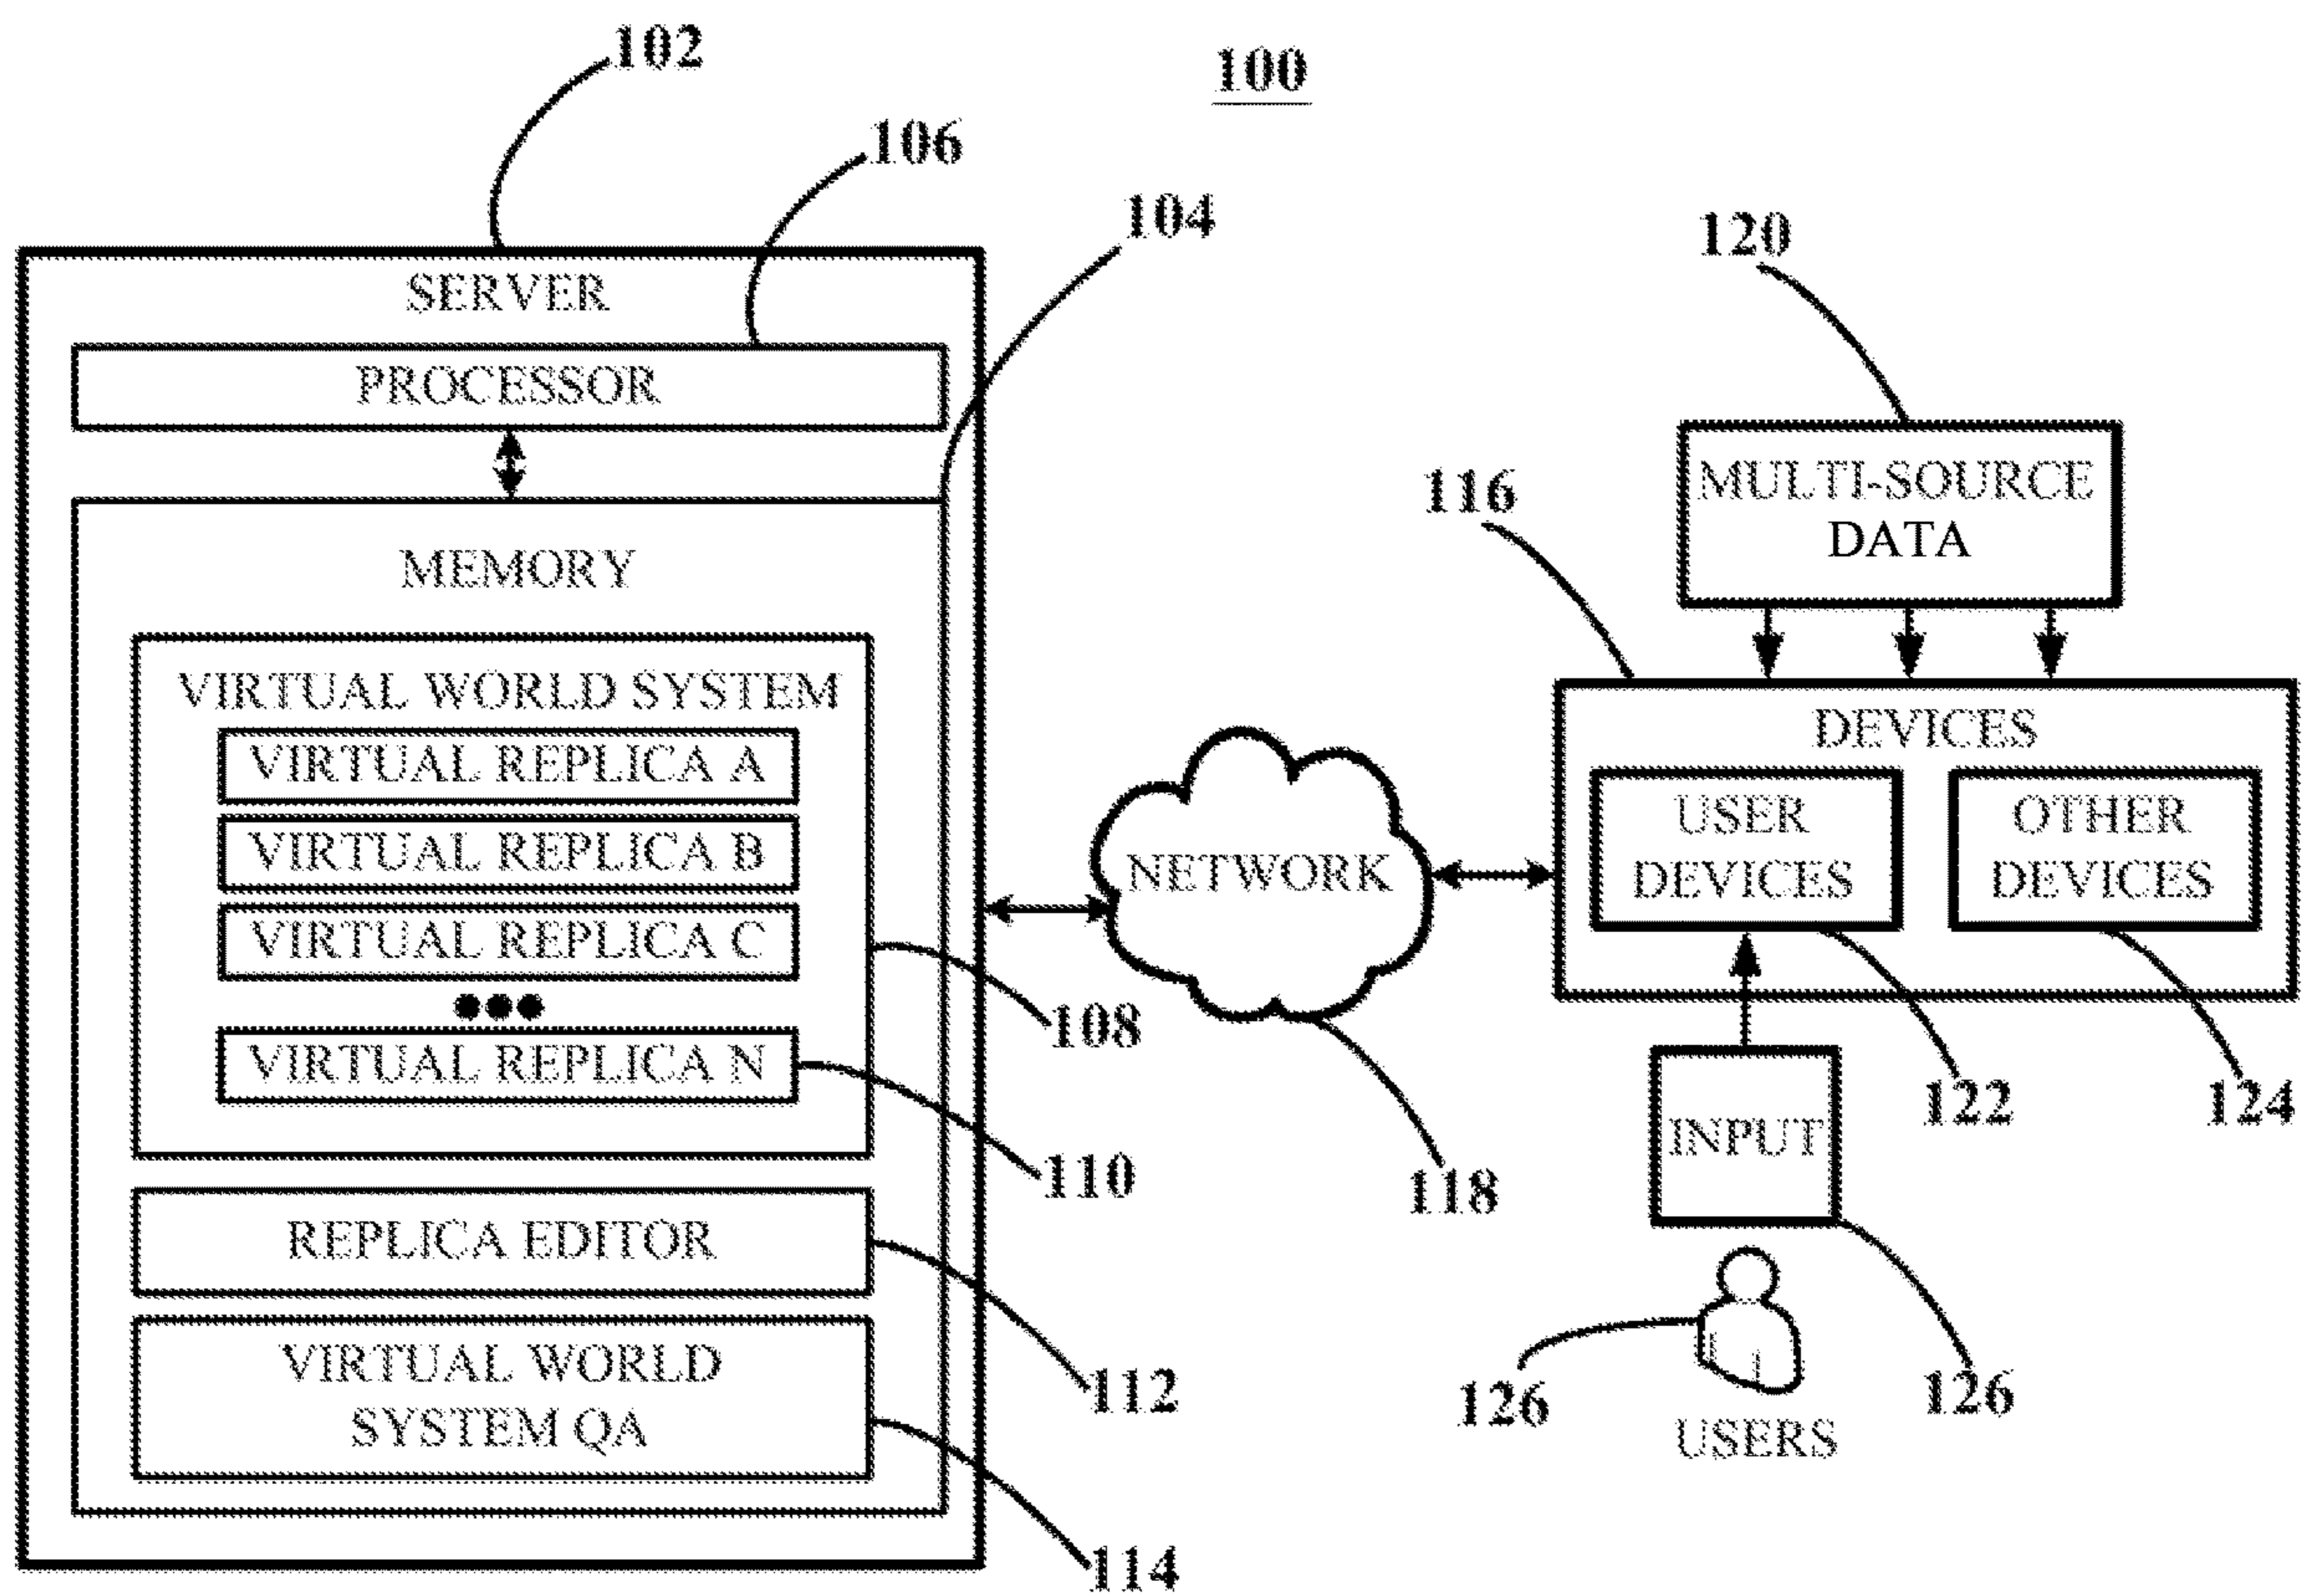 102
100
106
104
120
SERVER
PROCESSOR
116
MULTI-SOURCE
DATA
MEMORY
VIRTUAL WORLD SYSTEM
VIRTUAL REPLICA A
VIRTUAL REPLICA B
VIRTUAL REPLICA C
VIRTUAL REPLICA N
108
110
REPLICA EDITOR
112
VIRTUAL WORLD
SYSTEM QA
114
NETWORK
118
DEVICES
USER
DEVICES
OTHER
DEVICES
122
124
INPUT
126
126
USERS